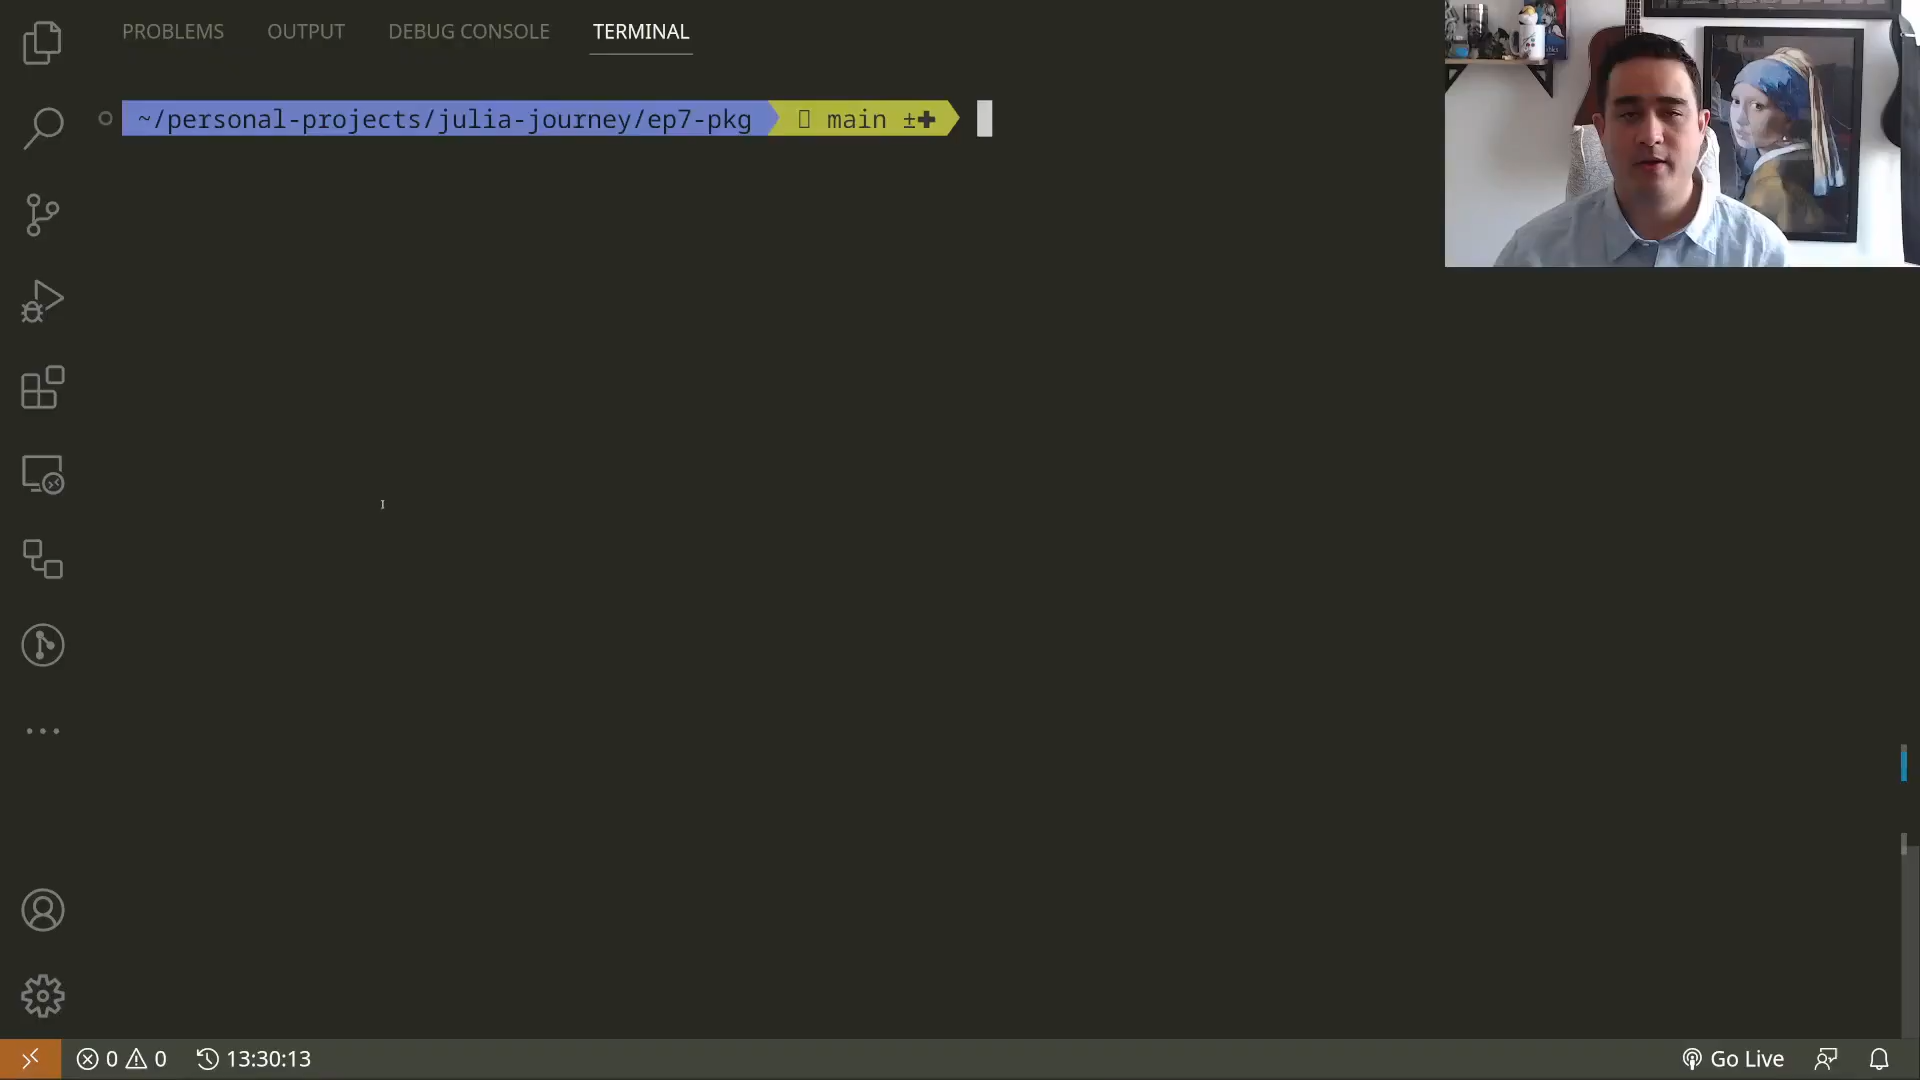 PROBLEMS OUTPUT DEBUG CONSOLE TERMINAL
~/personal-projects/julia-journey/ep7-pkg main ±✚
0 0 13:30:13 Go Live